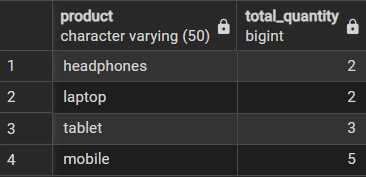 product total_quantity
character varying (50) bigint
1 headphones 2
2 laptop 2
3 tablet 3
4 mobile 5